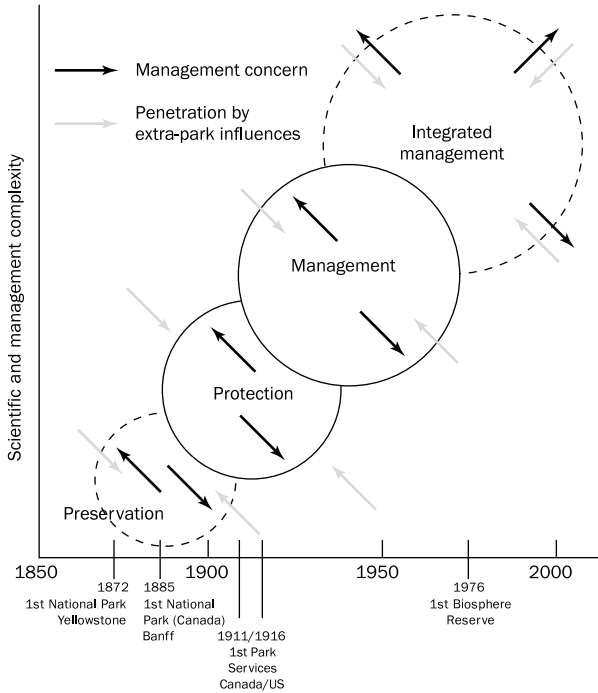 Scientific and management complexity
Management concern
Penetration by
extra-park influences
Integrated
management
Management
Protection
Preservation
1850
1900
1950
2000
1872
1st National Park
Yellowstone
1885
1st National
Park (Canada)
Banff
1911/1916
1st Park
Services
Canada/US
1976
1st Biosphere
Reserve